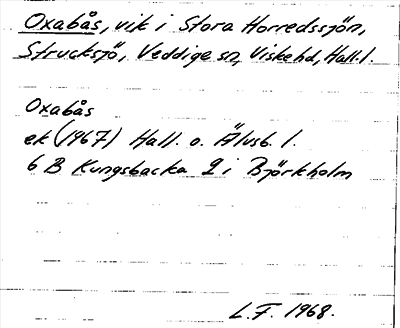 Oxabås, vik i Stora Horredssjön,
Strucksjö, Veddige sn, Viske hd, Hall. l.
Oxabås
ek (1967) Hall. o. Älvsb. l.
6 B Kungsbacka 2 i Björkholm
L.F. 1968.